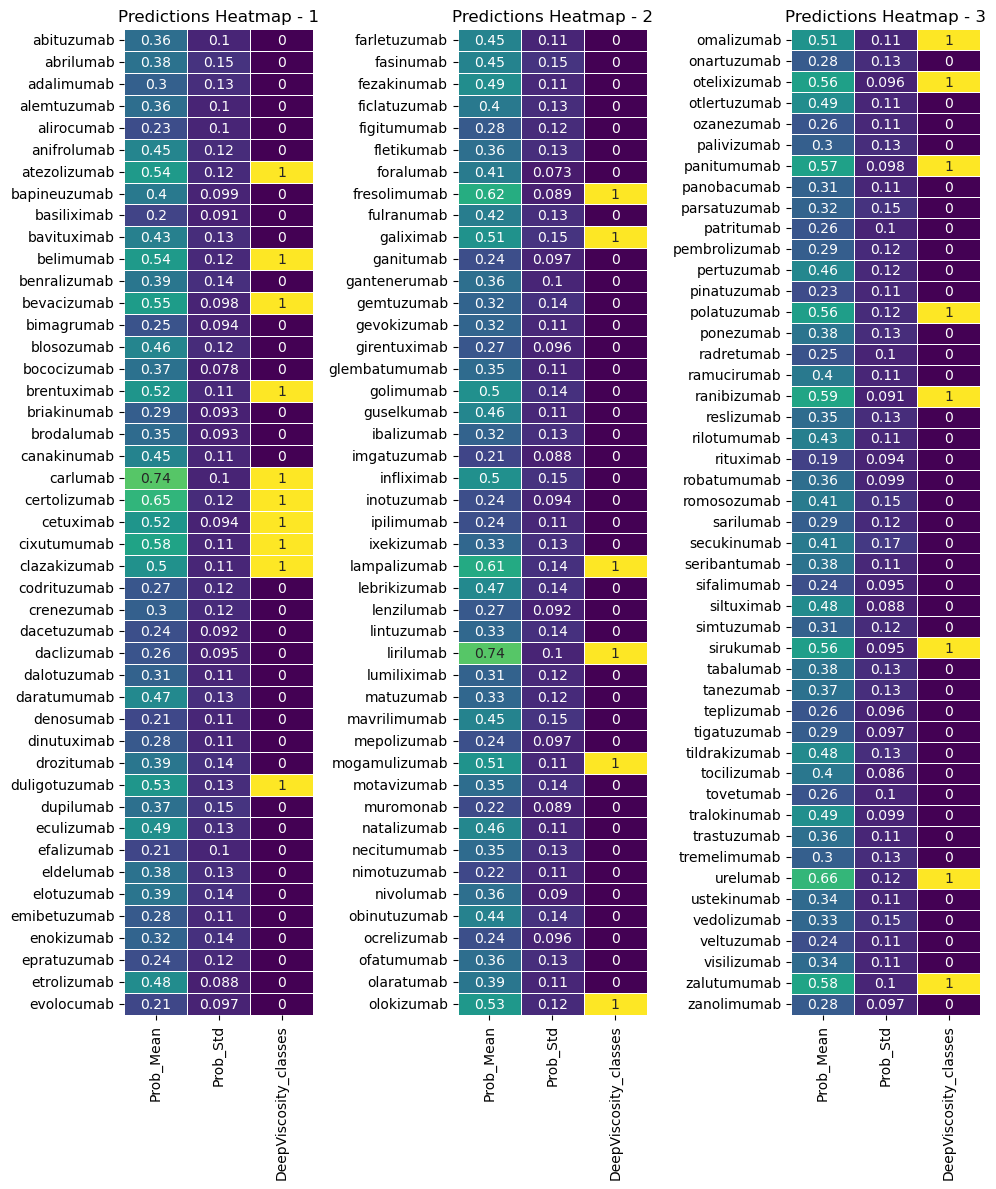 Predictions Heatmap - 1
abituzumab 0.36 0.1 0
abrilumab 0.38 0.15 0
adalimumab 0.3 0.13 0
alemtuzumab 0.36 0.1 0
alirocumab 0.23 0.1 0
anifrolumab 0.45 0.12 0
atezolizumab 0.54 0.12 1
bapineuzumab 0.4 0.099 0
basiliximab 0.2 0.091 0
bavituximab 0.43 0.13 0
belimumab 0.54 0.12 1
benralizumab 0.39 0.14 0
bevacizumab 0.55 0.098 1
bimagrumab 0.25 0.094 0
blosozumab 0.46 0.12 0
bococizumab 0.37 0.078 0
brentuximab 0.52 0.11 1
briakinumab 0.29 0.093 0
brodalumab 0.35 0.093 0
canakinumab 0.45 0.11 0
carlumab 0.74 0.1 1
certolizumab 0.65 0.12 1
cetuximab 0.52 0.094 1
cixutumumab 0.58 0.11 1
clazakizumab 0.5 0.11 1
codrituzumab 0.27 0.12 0
crenezumab 0.3 0.12 0
dacetuzumab 0.24 0.092 0
daclizumab 0.26 0.095 0
dalotuzumab 0.31 0.11 0
daratumumab 0.47 0.13 0
denosumab 0.21 0.11 0
dinutuximab 0.28 0.11 0
drozitumab 0.39 0.14 0
duligotuzumab 0.53 0.13 1
dupilumab 0.37 0.15 0
eculizumab 0.49 0.13 0
efalizumab 0.21 0.1 0
eldelumab 0.38 0.13 0
elotuzumab 0.39 0.14 0
emibetuzumab 0.28 0.11 0
enokizumab 0.32 0.14 0
epratuzumab 0.24 0.12 0
etrolizumab 0.48 0.088 0
evolocumab 0.21 0.097 0
Prob_Mean
Prob_Std
DeepViscosity_classes
Predictions Heatmap - 2
farletuzumab 0.45 0.11 0
fasinumab 0.45 0.15 0
fezakinumab 0.49 0.11 0
ficlatuzumab 0.4 0.13 0
figitumumab 0.28 0.12 0
fletikumab 0.36 0.13 0
foralumab 0.41 0.073 0
fresolimumab 0.62 0.089 1
fulranumab 0.42 0.13 0
galiximab 0.51 0.15 1
ganitumab 0.24 0.097 0
gantenerumab 0.36 0.1 0
gemtuzumab 0.32 0.14 0
gevokizumab 0.32 0.11 0
girentuximab 0.27 0.096 0
glembatumumab 0.35 0.11 0
golimumab 0.5 0.14 0
guselkumab 0.46 0.11 0
ibalizumab 0.32 0.13 0
imgatuzumab 0.21 0.088 0
infliximab 0.5 0.15 0
inotuzumab 0.24 0.094 0
ipilimumab 0.24 0.11 0
ixekizumab 0.33 0.13 0
lampalizumab 0.61 0.14 1
lebrikizumab 0.47 0.14 0
lenzilumab 0.27 0.092 0
lintuzumab 0.33 0.14 0
lirilumab 0.74 0.1 1
lumiliximab 0.31 0.12 0
matuzumab 0.33 0.12 0
mavrilimumab 0.45 0.15 0
mepolizumab 0.24 0.097 0
mogamulizumab 0.51 0.11 1
motavizumab 0.35 0.14 0
muromonab 0.22 0.089 0
natalizumab 0.46 0.11 0
necitumumab 0.35 0.13 0
nimotuzumab 0.22 0.11 0
nivolumab 0.36 0.09 0
obinutuzumab 0.44 0.14 0
ocrelizumab 0.24 0.096 0
ofatumumab 0.36 0.13 0
olaratumab 0.39 0.11 0
olokizumab 0.53 0.12 1
Prob_Mean
Prob_Std
DeepViscosity_classes
Predictions Heatmap - 3
omalizumab 0.51 0.11 1
onartuzumab 0.28 0.13 0
otelixizumab 0.56 0.096 1
otlertuzumab 0.49 0.11 0
ozanezumab 0.26 0.11 0
palivizumab 0.3 0.13 0
panitumumab 0.57 0.098 1
panobacumab 0.31 0.11 0
parsatuzumab 0.32 0.15 0
patritumab 0.26 0.1 0
pembrolizumab 0.29 0.12 0
pertuzumab 0.46 0.12 0
pinatuzumab 0.23 0.11 0
polatuzumab 0.56 0.12 1
ponezumab 0.38 0.13 0
radretumab 0.25 0.1 0
ramucirumab 0.4 0.11 0
ranibizumab 0.59 0.091 1
reslizumab 0.35 0.13 0
rilotumumab 0.43 0.11 0
rituximab 0.19 0.094 0
robatumumab 0.36 0.099 0
romosozumab 0.41 0.15 0
sarilumab 0.29 0.12 0
secukinumab 0.41 0.17 0
seribantumab 0.38 0.11 0
sifalimumab 0.24 0.095 0
siltuximab 0.48 0.088 0
simtuzumab 0.31 0.12 0
sirukumab 0.56 0.095 1
tabalumab 0.38 0.13 0
tanezumab 0.37 0.13 0
teplizumab 0.26 0.096 0
tigatuzumab 0.29 0.097 0
tildrakizumab 0.48 0.13 0
tocilizumab 0.4 0.086 0
tovetumab 0.26 0.1 0
tralokinumab 0.49 0.099 0
trastuzumab 0.36 0.11 0
tremelimumab 0.3 0.13 0
urelumab 0.66 0.12 1
ustekinumab 0.34 0.11 0
vedolizumab 0.33 0.15 0
veltuzumab 0.24 0.11 0
visilizumab 0.34 0.11 0
zalutumumab 0.58 0.1 1
zanolimumab 0.28 0.097 0
Prob_Mean
Prob_Std
DeepViscosity_classes